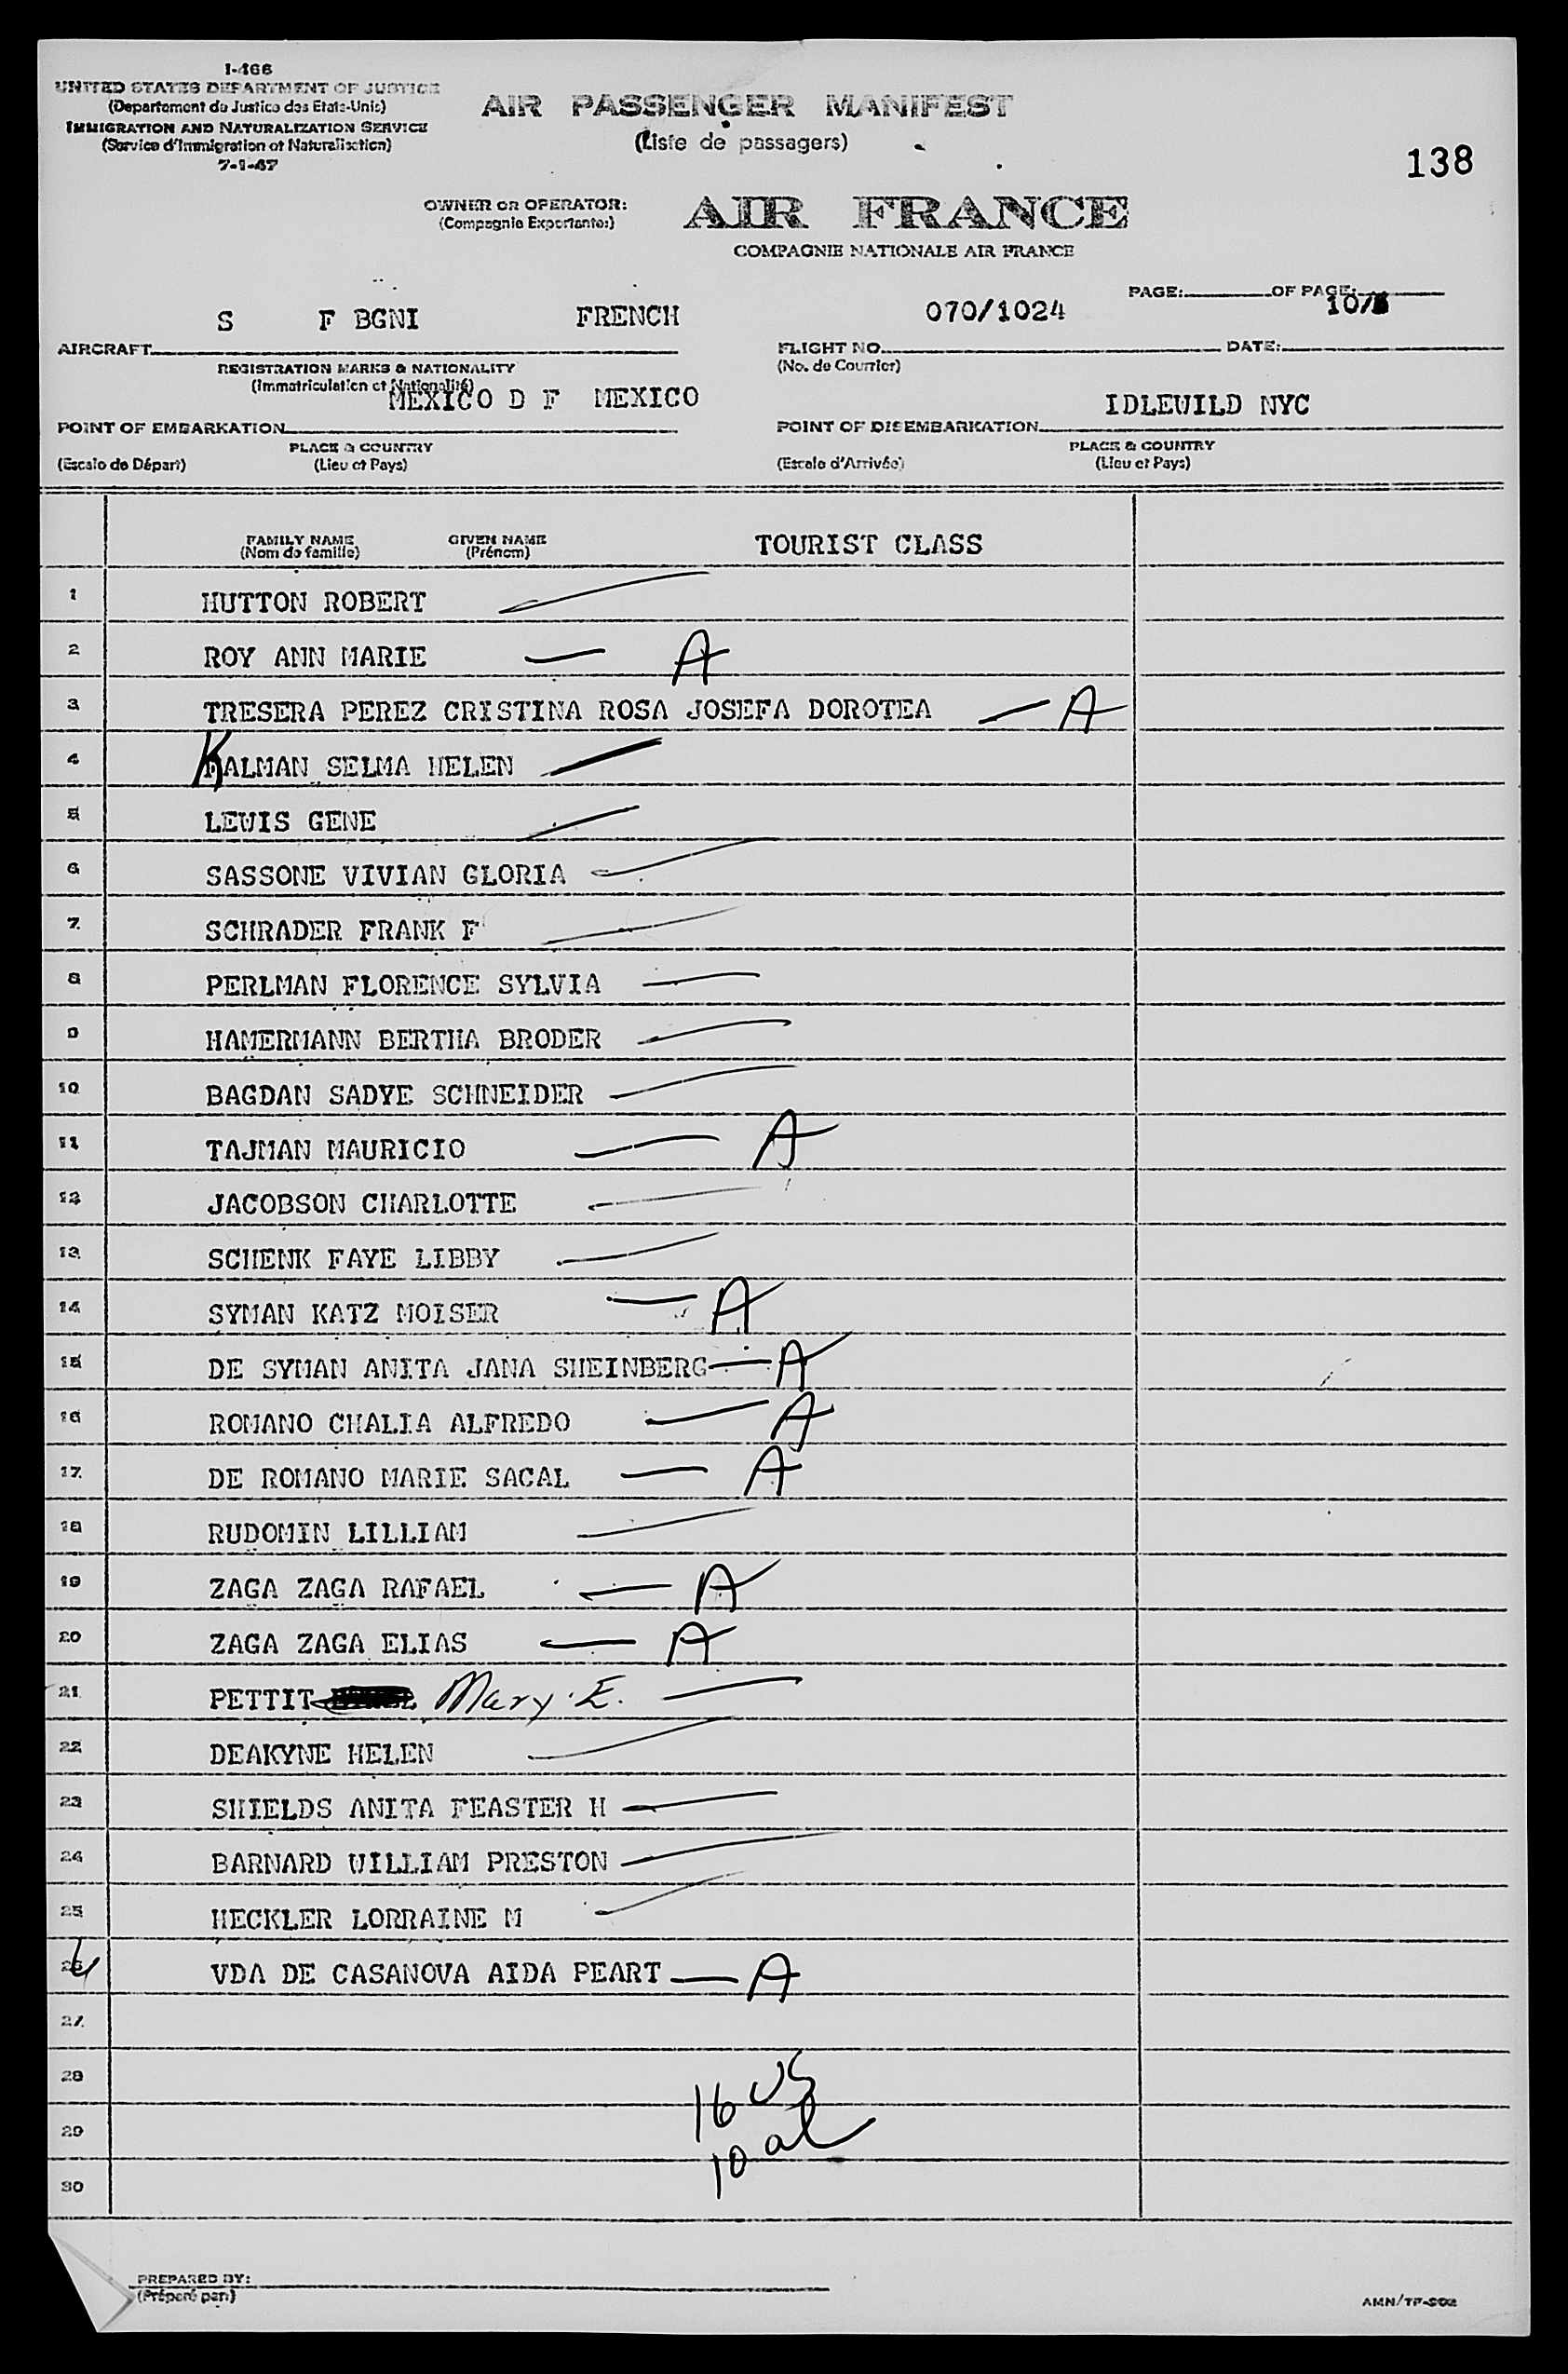 I-466
UNITED STATES DEPARTMENT OF JUSTICE
(Departement de Justice des Etats-Unis)
IMMIGRATION AND NATURALIZATION SERVICE
(Service d'Immigration et Naturalisation)
7-1-47
AIR PASSENGER MANIFEST
(Liste de passagers)
138
OWNER OR OPERATOR: AIR FRANCE
(Compagnie Exportante:)
COMPAGNIE NATIONALE AIR FRANCE
PAGE: OF PAGE:
S F BGNI FRENCH 070/1024 10/
AIRCRAFT FLIGHT NO. DATE:
REGISTRATION MARKS & NATIONALITY (No. de Courrier)
(Immatriculation et Nationalité)
MEXICO D F MEXICO IDLEWILD NYC
POINT OF EMBARKATION POINT OF DISEMBARKATION
PLACE & COUNTRY PLACE & COUNTRY
(Escale de Départ) (Lieu et Pays) (Escale d'Arrivée) (Lieu et Pays)
FAMILY NAME GIVEN NAME TOURIST CLASS
(Nom de famille) (Prénom)
1 HUTTON ROBERT
2 ROY ANN MARIE A
3 TRESERA PEREZ CRISTINA ROSA JOSEFA DOROTEA A
4 KALMAN SELMA HELEN
5 LEWIS GENE
6 SASSONE VIVIAN GLORIA
7 SCHRADER FRANK F
8 PERLMAN FLORENCE SYLVIA
9 HAMERMANN BERTHA BRODER
10 BAGDAN SADYE SCHNEIDER
11 TAJMAN MAURICIO A
12 JACOBSON CHARLOTTE
13 SCHENK FAYE LIBBY
14 SYMAN KATZ MOISER A
15 DE SYMAN ANITA JANA SHEINBERG A
16 ROMANO CHALIA ALFREDO A
17 DE ROMANO MARIE SACAL A
18 RUDOMIN LILLIAM
19 ZAGA ZAGA RAFAEL A
20 ZAGA ZAGA ELIAS A
21 PETTIT Mary E.
22 DEAKYNE HELEN
23 SHIELDS ANITA FEASTER H
24 BARNARD WILLIAM PRESTON
25 HECKLER LORRAINE M
26 VDA DE CASANOVA AIDA PEART A
27
28
16 US
29
10 al
30
PREPARED BY:
(Préparé par:)
AMN/TF-502